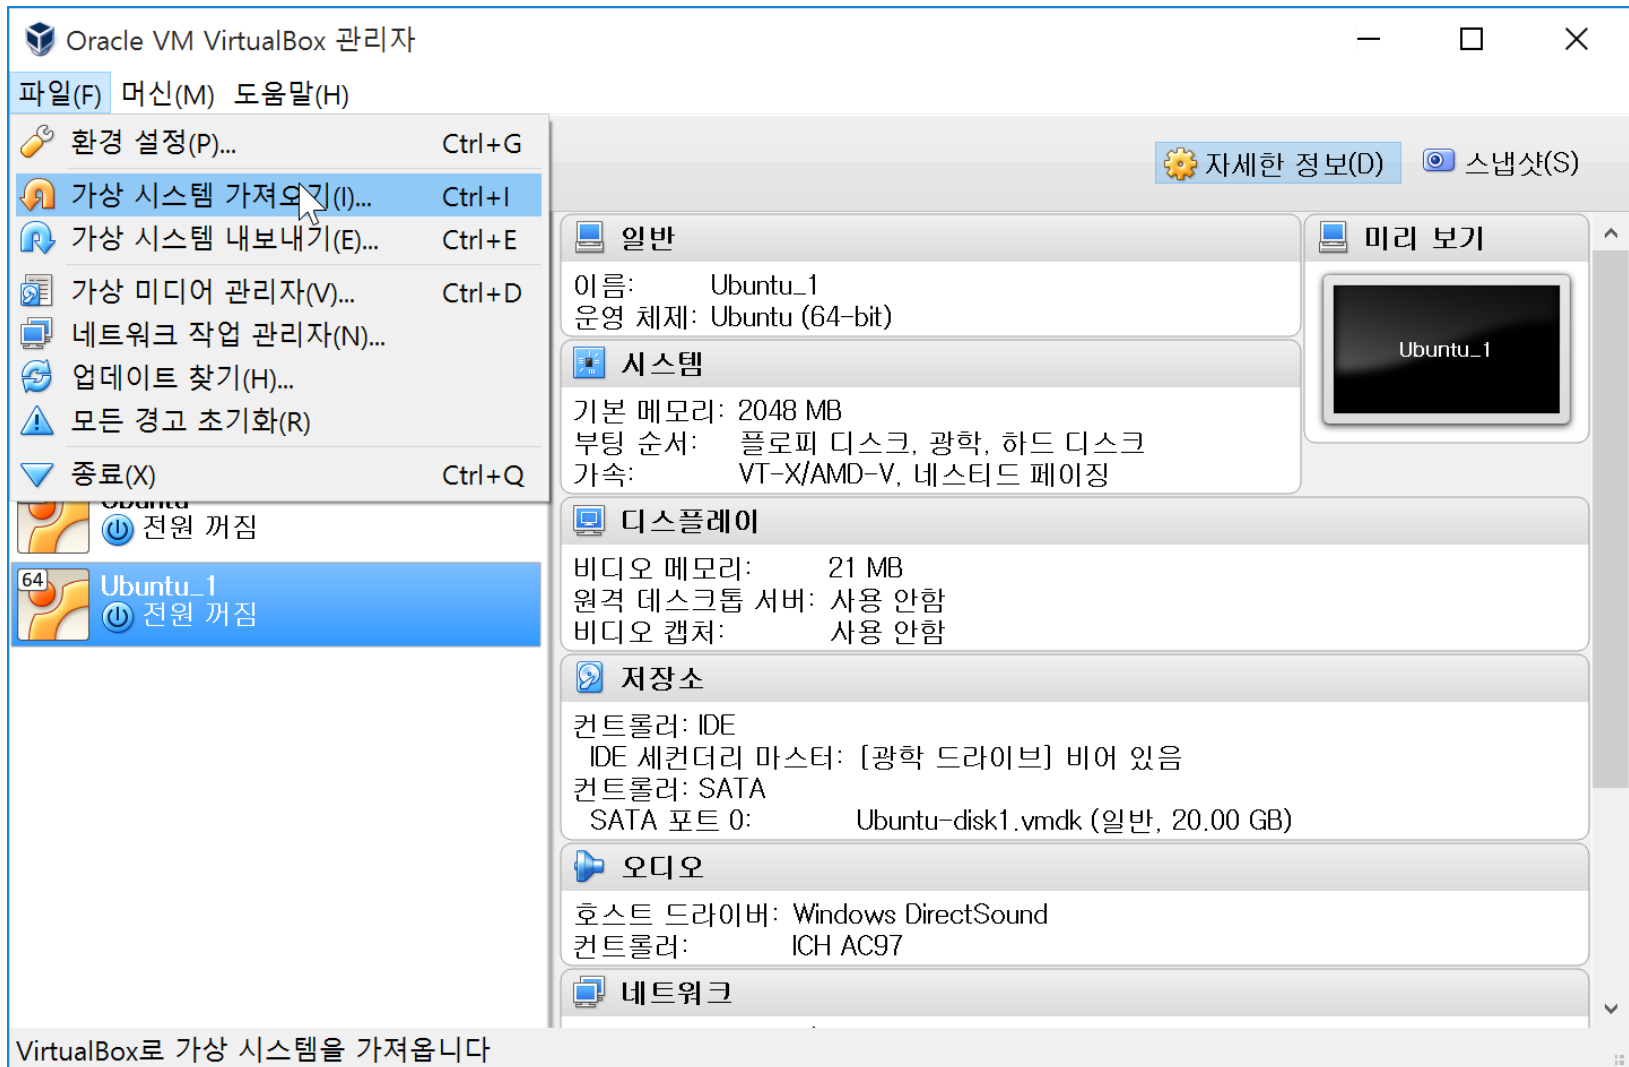 Oracle VM VirtualBox 관리자
파일(F) 머신(M) 도움말(H)
환경 설정(P)... Ctrl+G
가상 시스템 가져오기(I)... Ctrl+I
가상 시스템 내보내기(E)... Ctrl+E
가상 미디어 관리자(V)... Ctrl+D
네트워크 작업 관리자(N)...
업데이트 찾기(H)...
모든 경고 초기화(R)
종료(X) Ctrl+Q
Ubuntu
전원 꺼짐
64
Ubuntu_1
전원 꺼짐
자세한 정보(D) 스냅샷(S)
일반
이름: Ubuntu_1
운영 체제: Ubuntu (64-bit)
미리 보기
Ubuntu_1
시스템
기본 메모리: 2048 MB
부팅 순서: 플로피 디스크, 광학, 하드 디스크
가속: VT-X/AMD-V, 네스티드 페이징
디스플레이
비디오 메모리: 21 MB
원격 데스크톱 서버: 사용 안함
비디오 캡처: 사용 안함
저장소
컨트롤러: IDE
IDE 세컨더리 마스터: [광학 드라이브] 비어 있음
컨트롤러: SATA
SATA 포트 0: Ubuntu-disk1.vmdk (일반, 20.00 GB)
오디오
호스트 드라이버: Windows DirectSound
컨트롤러: ICH AC97
네트워크
VirtualBox로 가상 시스템을 가져옵니다